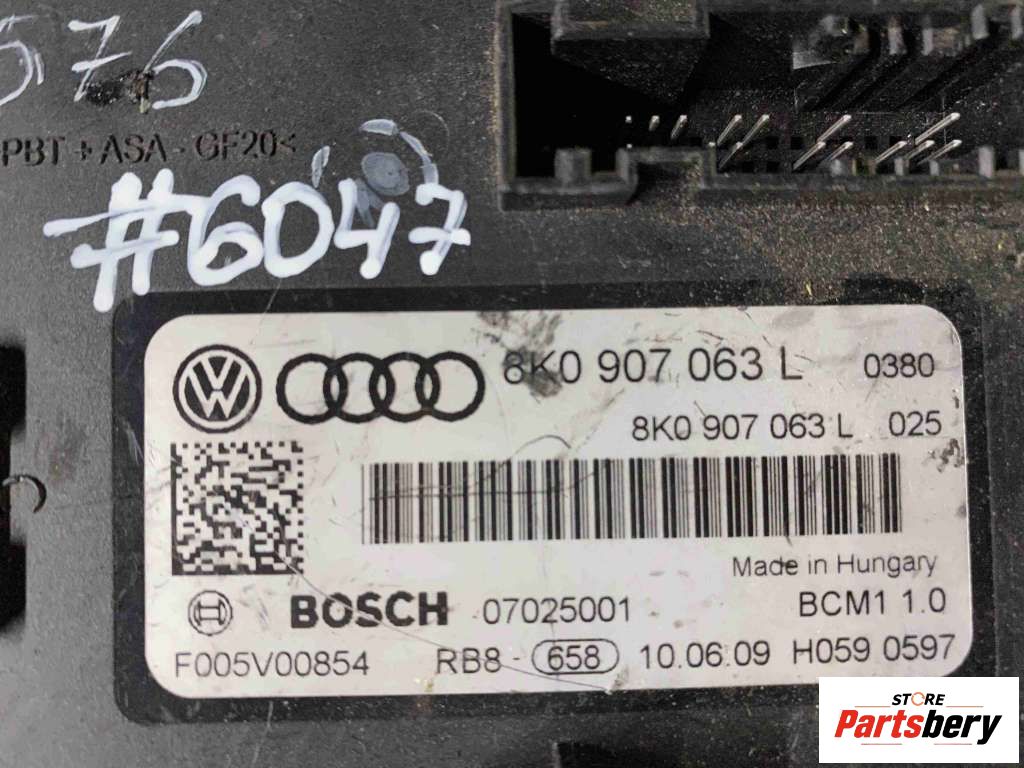 576
PBT + ASA - GF20<
#6047
8K0 907 063 L 0380
8K0 907 063 L 025
Made in Hungary
BOSCH 07025001 BCM1 1.0
F005V00854 RB8 - 658 10.06.09 H059 0597
STORE
Partsbery